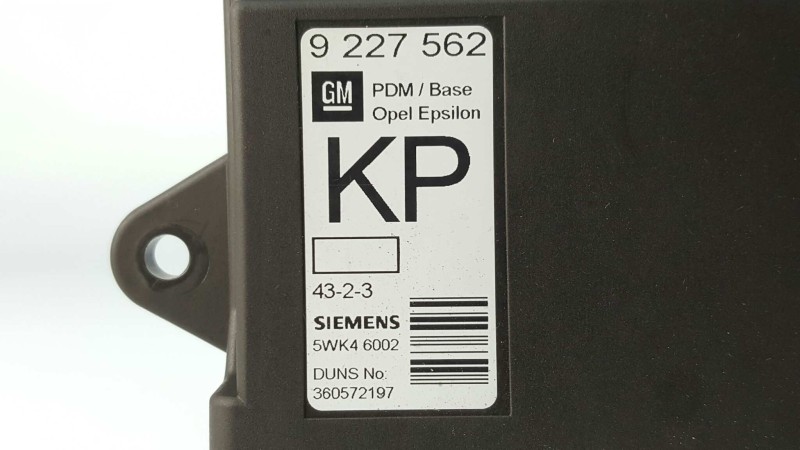 9 227 562
GM PDM / Base
Opel Epsilon
KP
43-2-3
SIEMENS
5WK4 6002
DUNS No:
360572197